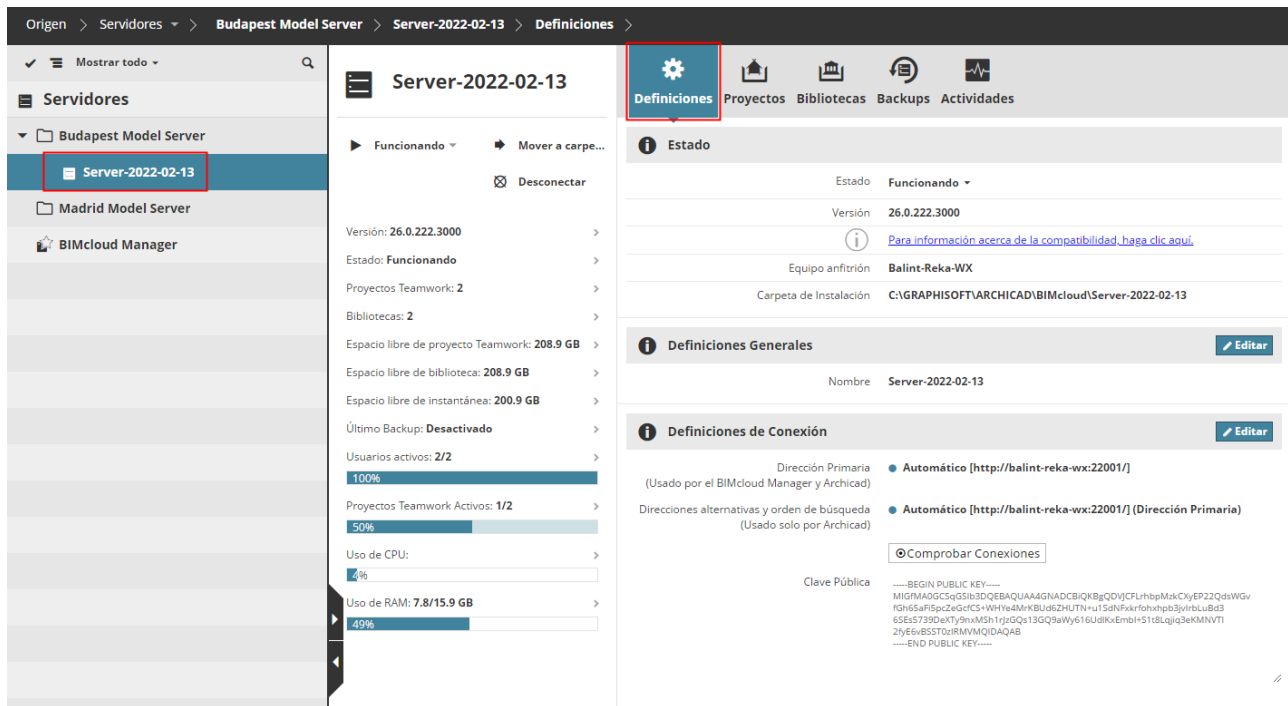 Origen > Servidores > Budapest Model Server > Server-2022-02-13 > Definiciones >
Mostrar todo
Servidores
Budapest Model Server
Server-2022-02-13
Madrid Model Server
BIMcloud Manager
Server-2022-02-13
Funcionando
Mover a carpe...
Desconectar
Versión: 26.0.222.3000
Estado: Funcionando
Proyectos Teamwork: 2
Bibliotecas: 2
Espacio libre de proyecto Teamwork: 208.9 GB
Espacio libre de biblioteca: 208.9 GB
Espacio libre de instantánea: 200.9 GB
Último Backup: Desactivado
Usuarios activos: 2/2
100%
Proyectos Teamwork Activos: 1/2
50%
Uso de CPU:
4%
Uso de RAM: 7.8/15.9 GB
49%
Definiciones Proyectos Bibliotecas Backups Actividades
Estado
Estado Funcionando
Versión 26.0.222.3000
Para información acerca de la compatibilidad, haga clic aquí.
Equipo anfitrión Balint-Reka-WX
Carpeta de Instalación C:\GRAPHISOFT\ARCHICAD\BIMcloud\Server-2022-02-13
Definiciones Generales Editar
Nombre Server-2022-02-13
Definiciones de Conexión Editar
Dirección Primaria Automático [http://balint-reka-wx:22001/]
(Usado por el BIMcloud Manager y Archicad)
Direcciones alternativas y orden de búsqueda Automático [http://balint-reka-wx:22001/] (Dirección Primaria)
(Usado solo por Archicad)
Comprobar Conexiones
Clave Pública
-----BEGIN PUBLIC KEY-----
-----END PUBLIC KEY-----